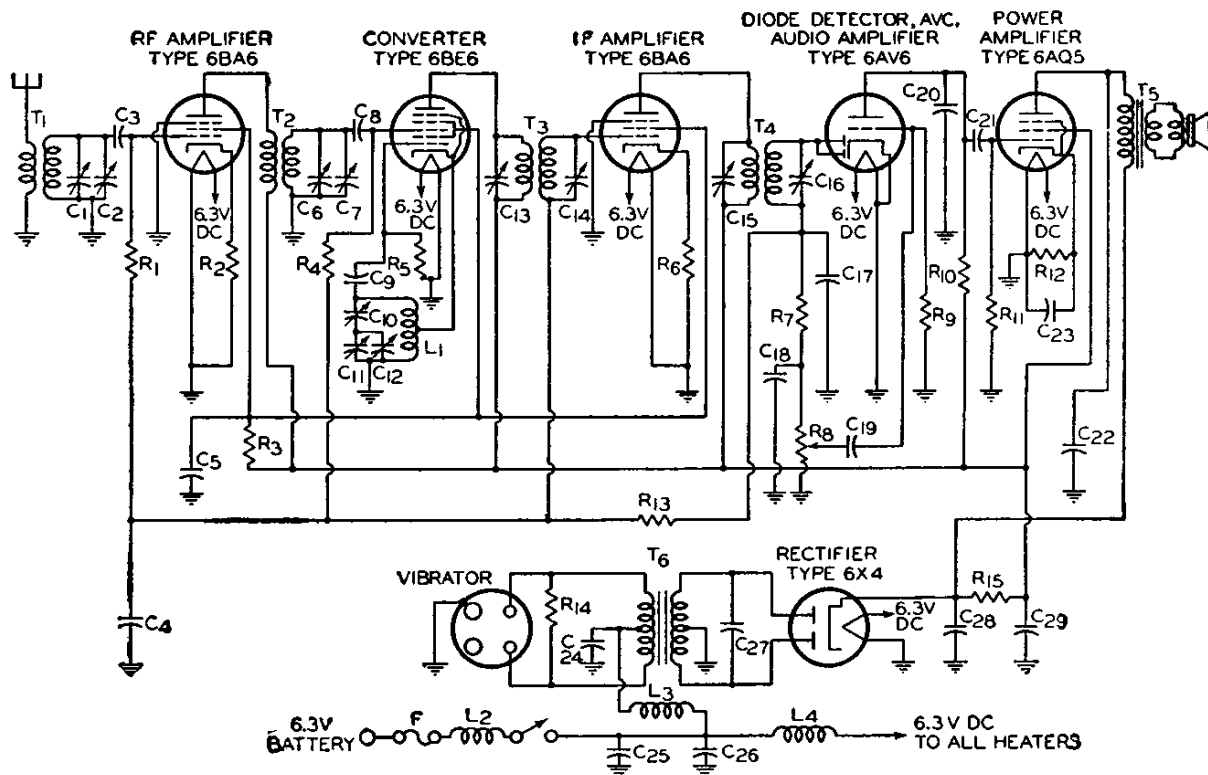 RF AMPLIFIER
TYPE 6BA6
CONVERTER
TYPE 6BE6
IF AMPLIFIER
TYPE 6BA6
DIODE DETECTOR, AVC,
AUDIO AMPLIFIER
TYPE 6AV6
POWER
AMPLIFIER
TYPE 6AQ5
T1
C3
T2
C8
T3
T4
C20
C21
T5
C1
C2
6.3V
DC
C6
C7
6.3V
DC
C13
C14
6.3V
DC
C15
C16
6.3V
DC
6.3V
DC
R1
R2
R4
R5
C9
C10
C11
C12
L1
R6
C17
R7
C18
R9
R10
R11
R12
C23
C5
R3
R8
C19
C22
R13
VIBRATOR
T6
RECTIFIER
TYPE 6X4
R15
C4
R14
C
24
C27
6.3V
DC
C28
C29
L3
6.3V
BATTERY
F
L2
C25
C26
L4
6.3V DC
TO ALL HEATERS